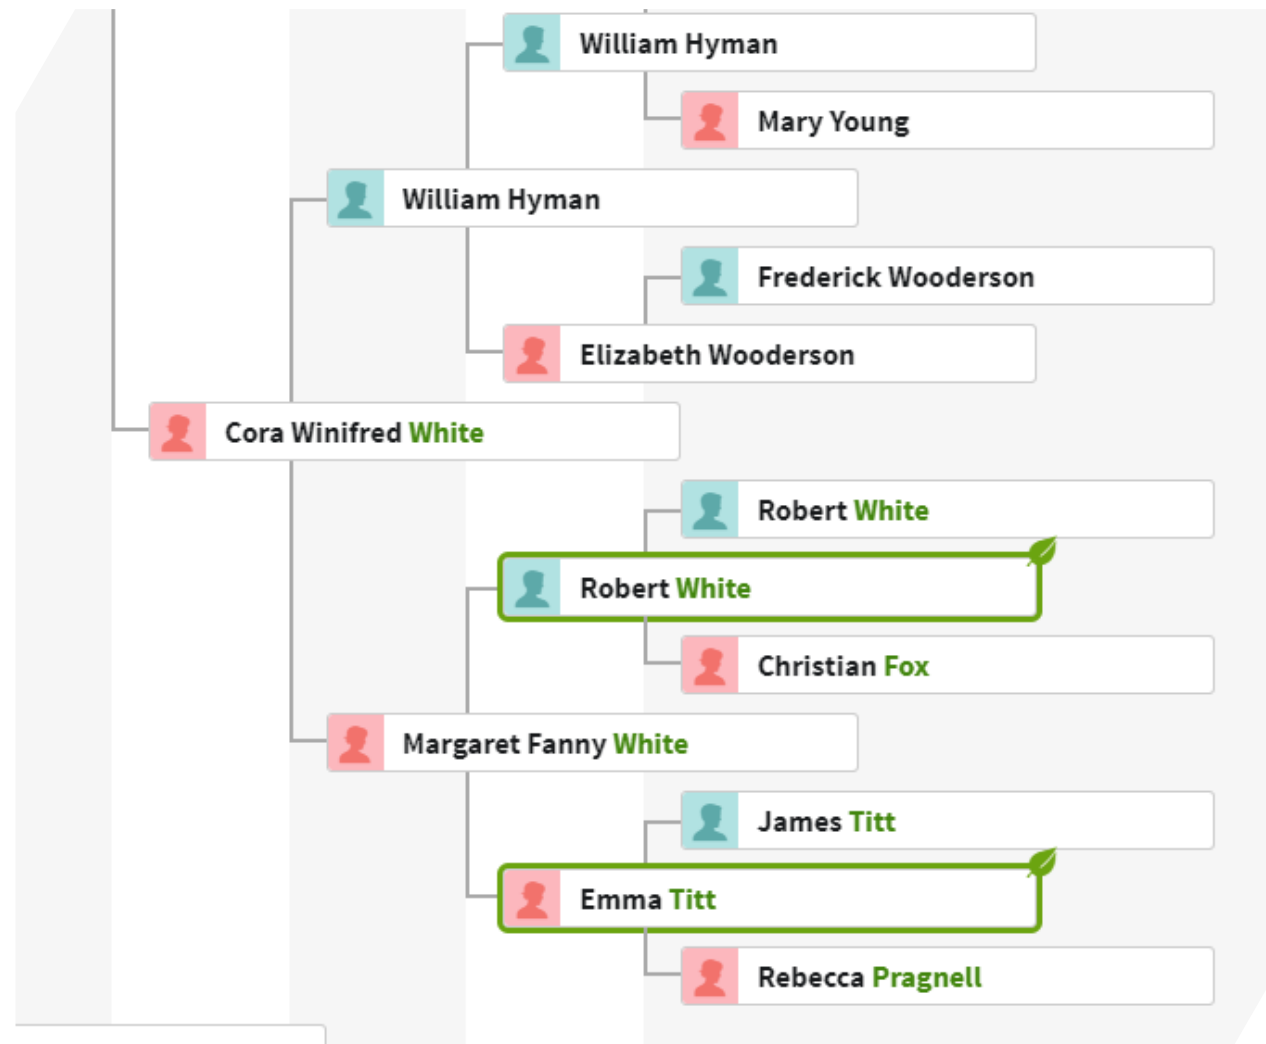 William Hyman
Mary Young
William Hyman
Frederick Wooderson
Elizabeth Wooderson
Cora Winifred White
Robert White
Robert White
Christian Fox
Margaret Fanny White
James Titt
Emma Titt
Rebecca Pragnell